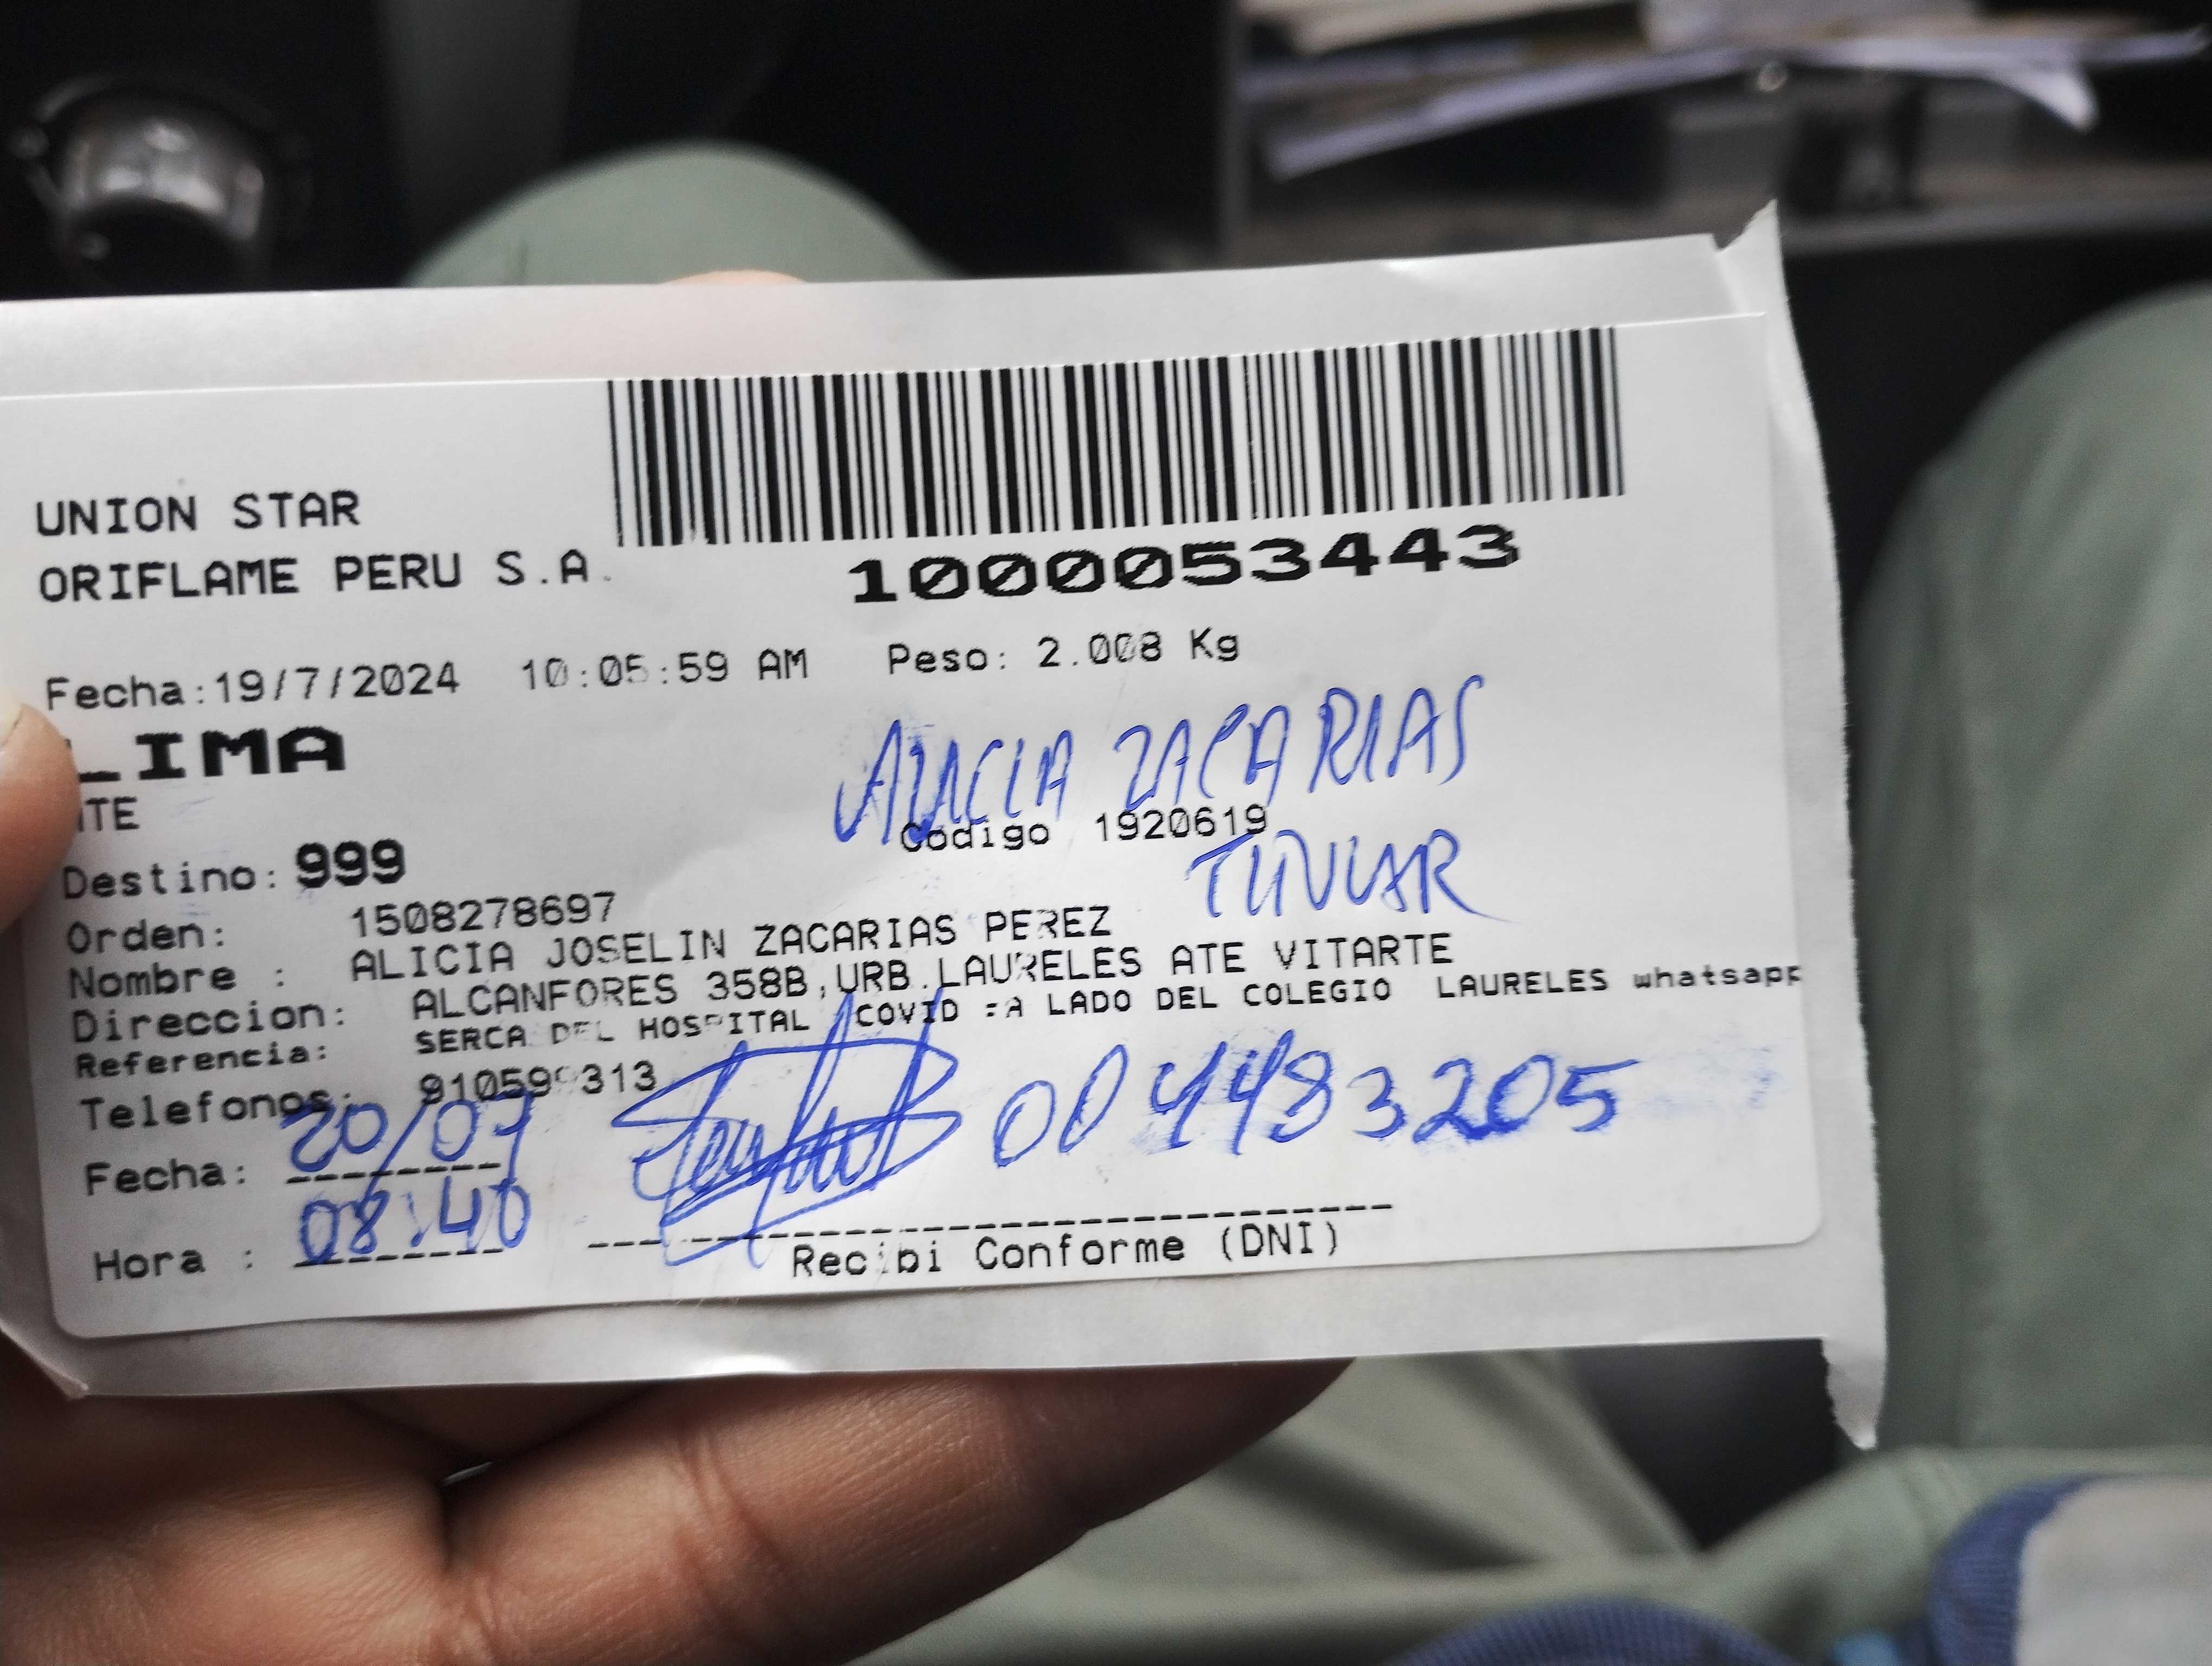 UNION STAR
ORIFLAME PERU S.A.
1000053443
Fecha:19/7/2024 10:05:59 AM Peso: 2.008 Kg
LIMA
ATE
ALICIA ZACARIAS
Codigo 1920619
Destino: 999
Orden: 1508278697
Nombre : ALICIA JOSELIN ZACARIAS PEREZ
Direccion: ALCANFORES 358B,URB.LAURELES ATE VITARTE
Referencia: SERCA DEL HOSPITAL COVID LADO DEL COLEGIO LAURELES whatsapp
Telefonos:
Fecha: 20/07
0044483205
Hora : 08:40
Recibi Conforme (DNI)